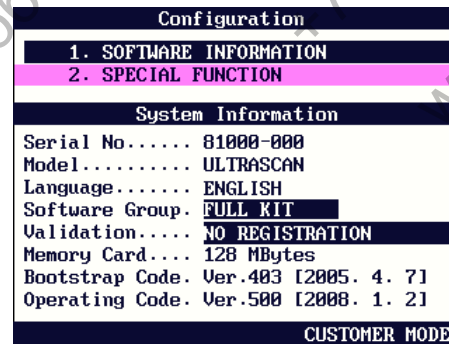 Configuration
1. SOFTWARE INFORMATION
2. SPECIAL FUNCTION
System Information
Serial No...... 81000-000
Model.......... ULTRASCAN
Language....... ENGLISH
Software Group. FULL KIT
Validation..... NO REGISTRATION
Memory Card.... 128 MBytes
Bootstrap Code. Ver.403 [2005. 4. 7]
Operating Code. Ver.500 [2008. 1. 2]
CUSTOMER MODE